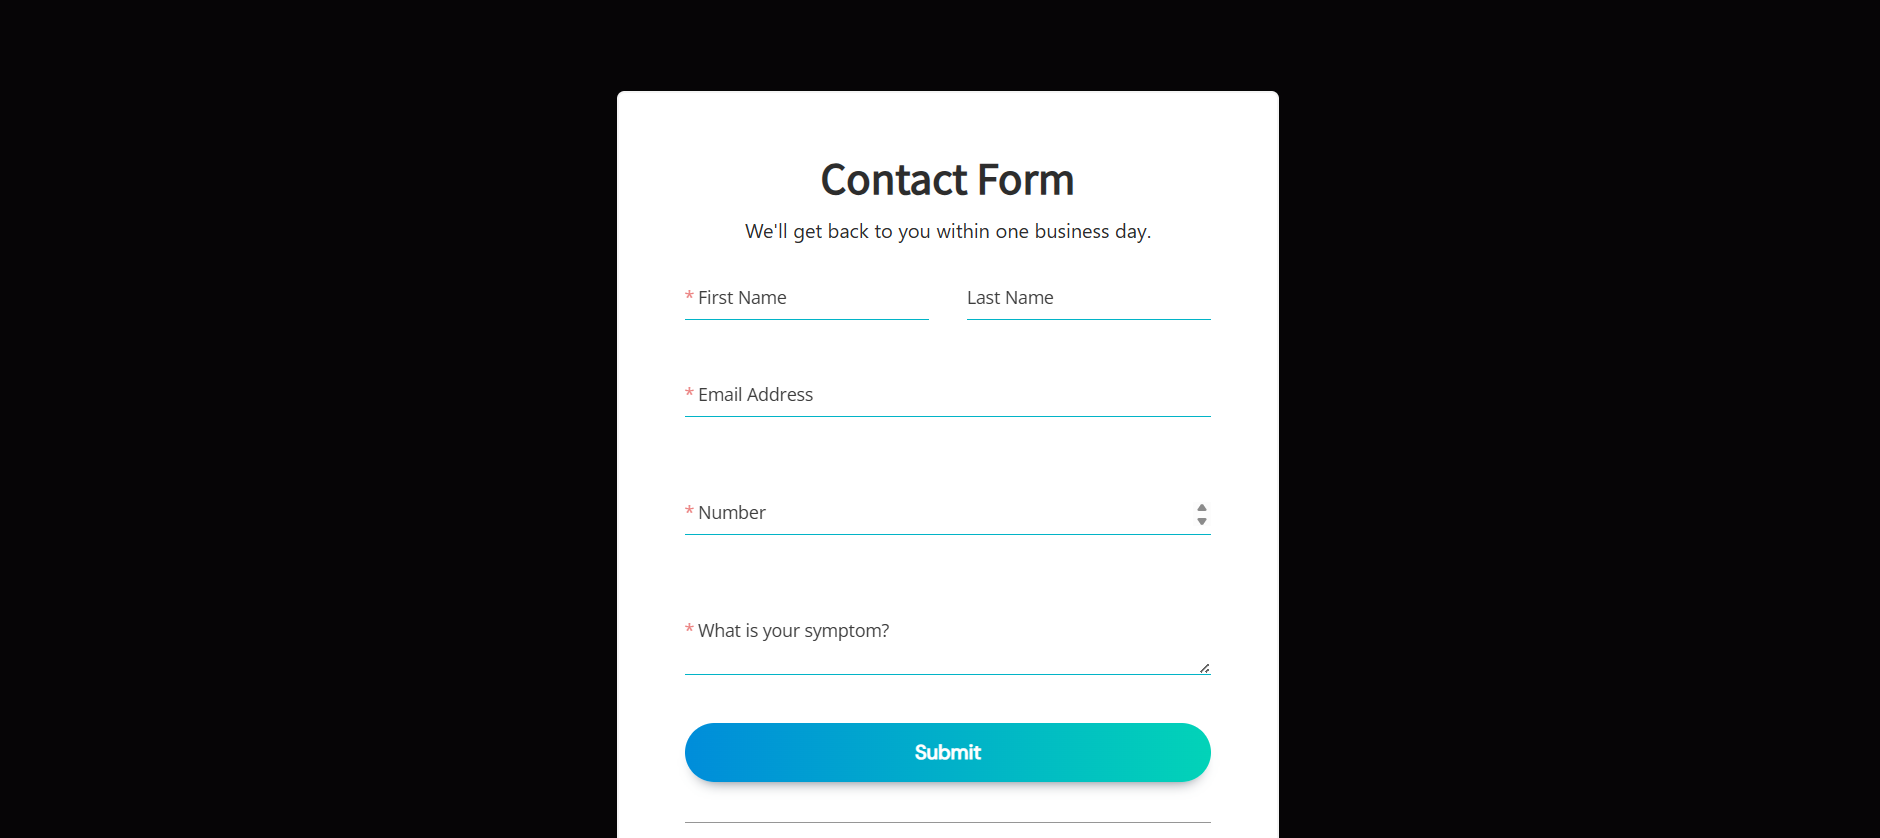 Contact Form
We'll get back to you within one business day.
* First Name
Last Name
* Email Address
* Number
* What is your symptom?
Submit